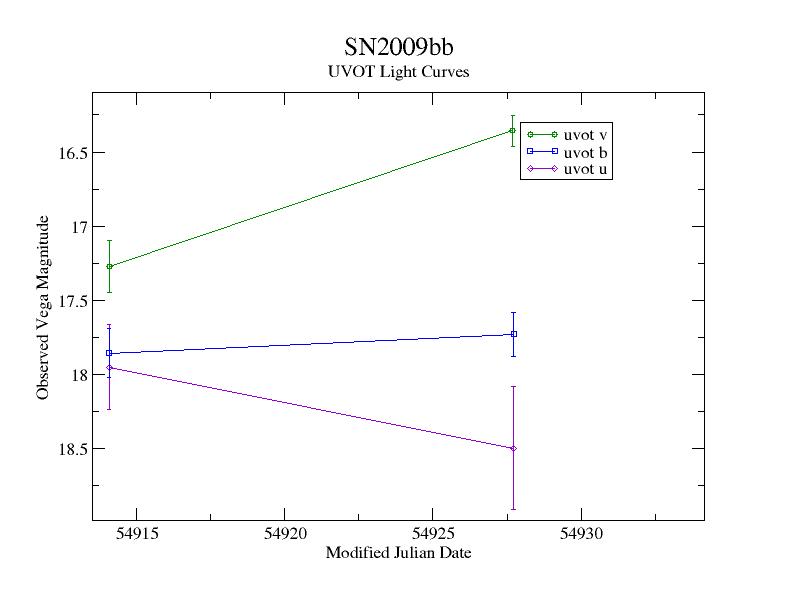 SN2009bb
UVOT Light Curves
uvot v
uvot b
uvot u
Observed Vega Magnitude
16.5
17
17.5
18
18.5
54915 54920 54925 54930
Modified Julian Date